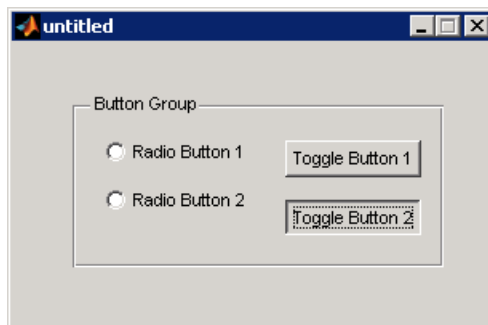 untitled
Button Group
Radio Button 1
Toggle Button 1
Radio Button 2
Toggle Button 2